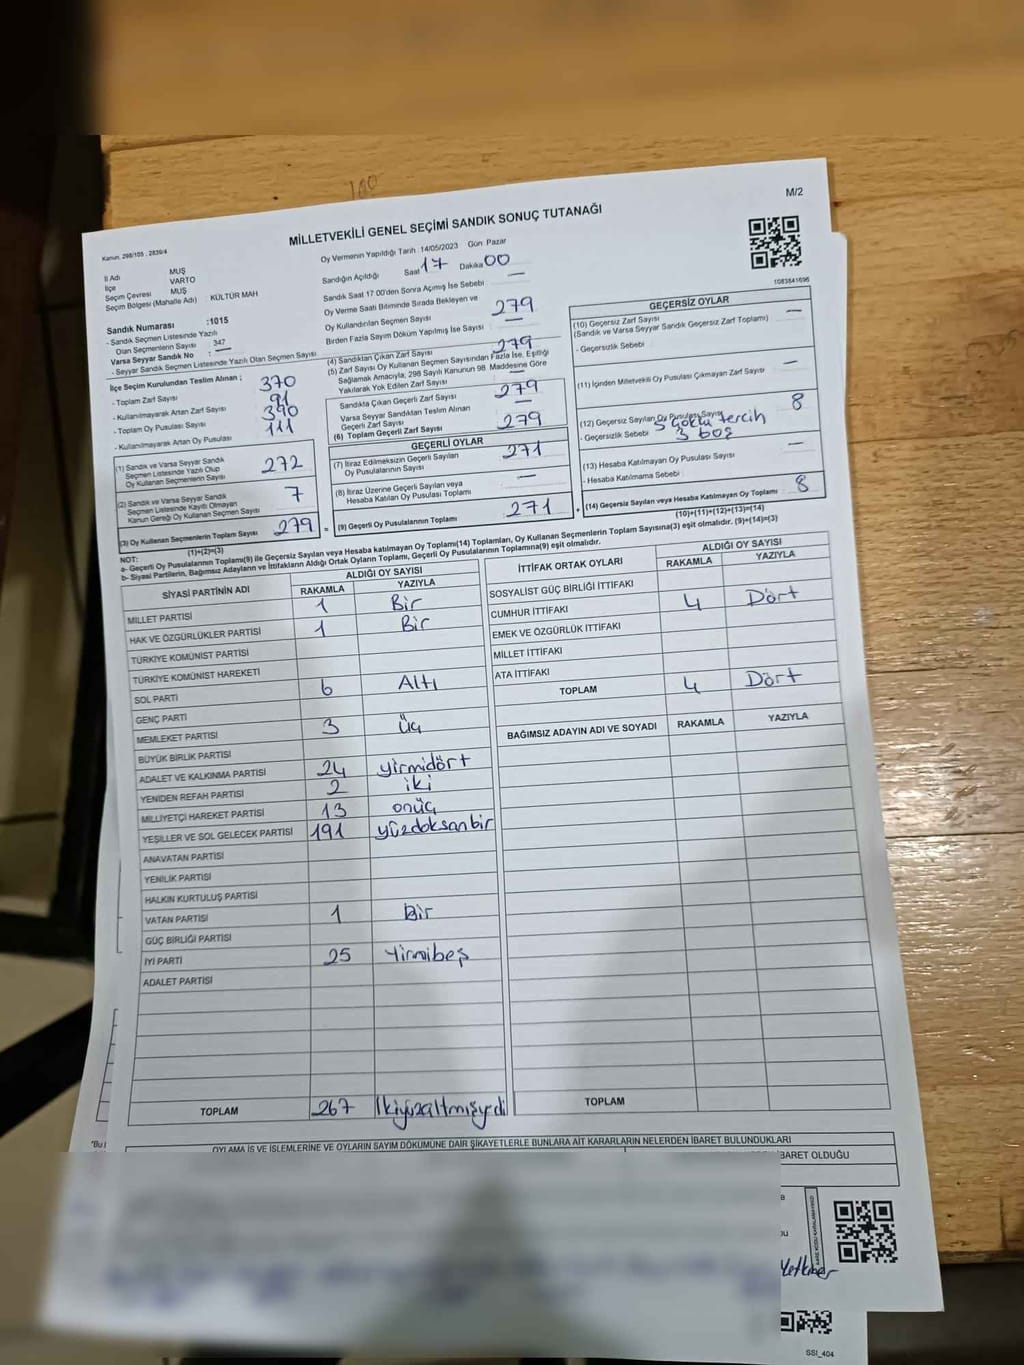 100
M/2
Kanun, 298/105 , 2839/4
MİLLETVEKİLİ GENEL SEÇİMİ SANDIK SONUÇ TUTANAĞI
İl Adı MUŞ
İlçe VARTO
Seçim Çevresi MUŞ
Seçim Bölgesi (Mahalle Adı) : KÜLTÜR MAH
Sandık Numarası :1015
- Sandık Seçmen Listesinde Yazılı
Olan Seçmenlerin Sayısı 347
Varsa Seyyar Sandık No : —
- Seyyar Sandık Seçmen Listesinde Yazılı Olan Seçmen Sayısı
İlçe Seçim Kurulundan Teslim Alınan ;
- Toplam Zarf Sayısı 370
- Kullanılmayarak Artan Zarf Sayısı 91
- Toplam Oy Pusulası Sayısı 390
- Kullanılmayarak Artan Oy Pusulası 111
(1) Sandık ve Varsa Seyyar Sandık
Seçmen Listesinde Yazılı Olup
Oy Kullanan Seçmenlerin Sayısı 272
(2) Sandık ve Varsa Seyyar Sandık
Seçmen Listesinde Kayıtlı Olmayan
Kanun Gereği Oy Kullanan Seçmen Sayısı 7
(3) Oy Kullanan Seçmenlerin Toplam Sayısı 279 =
(1)+(2)=(3)
Oy Vermenin Yapıldığı Tarih 14/05/2023 Gün Pazar
Sandığın Açıldığı Saat 17 Dakika 00
Sandık Saat 17:00'den Sonra Açılmış İse Sebebi —
Oy Verme Saati Bitiminde Sırada Bekleyen ve
Oy Kullandırılan Seçmen Sayısı 279
Birden Fazla Sayım Döküm Yapılmış İse Sayısı —
(4) Sandıktan Çıkan Zarf Sayısı 279
(5) Zarf Sayısı Oy Kullanan Seçmen Sayısından Fazla İse, Eşitliği
Sağlamak Amacıyla, 298 Sayılı Kanunun 98. Maddesine Göre
Yakılarak Yok Edilen Zarf Sayısı —
Sandıkta Çıkan Geçerli Zarf Sayısı 279
Varsa Seyyar Sandıktan Teslim Alınan
Geçerli Zarf Sayısı —
(6) Toplam Geçerli Zarf Sayısı 279
GEÇERLİ OYLAR
(7) İtiraz Edilmeksizin Geçerli Sayılan
Oy Pusulalarının Sayısı 271
(8) İtiraz Üzerine Geçerli Sayılan veya
Hesaba Katılan Oy Pusulası Toplamı —
(9) Geçerli Oy Pusulalarının Toplamı : 271 +
1083841696
GEÇERSİZ OYLAR
(10) Geçersiz Zarf Sayısı —
(Sandık ve Varsa Seyyar Sandık Geçersiz Zarf Toplamı)
- Geçersizlik Sebebi
(11) İçinden Milletvekili Oy Pusulası Çıkmayan Zarf Sayısı —
(12) Geçersiz Sayılan Oy Pusulası Sayısı 8
- Geçersizlik Sebebi 5 çoklu tercih
3 boş
(13) Hesaba Katılmayan Oy Pusulası Sayısı —
- Hesaba Katılmama Sebebi
(14) Geçersiz Sayılan veya Hesaba Katılmayan Oy Toplamı 8
(10)+(11)+(12)+(13)=(14)
NOT:
a- Geçerli Oy Pusulalarının Toplamı(9) ile Geçersiz Sayılan veya Hesaba katılmayan Oy Toplamı(14) Toplamları, Oy Kullanan Seçmenlerin Toplam Sayısına(3) eşit olmalıdır. (9)+(14)=(3)
b- Siyasi Partilerin, Bağımsız Adayların ve İttifakların Aldığı Ortak Oyların Toplamı, Geçerli Oy Pusulalarının Toplamına(9) eşit olmalıdır.
SİYASİ PARTİNİN ADI ALDIĞI OY SAYISI
RAKAMLA YAZIYLA
MİLLET PARTİSİ 1 Bir
HAK VE ÖZGÜRLÜKLER PARTİSİ 1 Bir
TÜRKİYE KOMÜNİST PARTİSİ
TÜRKİYE KOMÜNİST HAREKETİ
SOL PARTİ 6 Altı
GENÇ PARTİ
MEMLEKET PARTİSİ 3 Üç
BÜYÜK BİRLİK PARTİSİ
ADALET VE KALKINMA PARTİSİ 24 yirmidört
YENİDEN REFAH PARTİSİ 2 iki
MİLLİYETÇİ HAREKET PARTİSİ 13 onüç
YEŞİLLER VE SOL GELECEK PARTİSİ 191 yüzdoksanbir
ANAVATAN PARTİSİ
YENİLİK PARTİSİ
HALKIN KURTULUŞ PARTİSİ
VATAN PARTİSİ 1 Bir
GÜÇ BİRLİĞİ PARTİSİ
İYİ PARTİ 25 Yirmibeş
ADALET PARTİSİ
TOPLAM 267 İkiyüzaltmışyedi
İTTİFAK ORTAK OYLARI ALDIĞI OY SAYISI
RAKAMLA YAZIYLA
SOSYALİST GÜÇ BİRLİĞİ İTTİFAKI
CUMHUR İTTİFAKI 4 Dört
EMEK VE ÖZGÜRLÜK İTTİFAKI
MİLLET İTTİFAKI
ATA İTTİFAKI
TOPLAM 4 Dört
BAĞIMSIZ ADAYIN ADI VE SOYADI RAKAMLA YAZIYLA
TOPLAM
OYLAMA İŞ VE İŞLEMLERİNE VE OYLARIN SAYIM DÖKÜMÜNE DAİR ŞİKAYETLERLE BUNLARA AİT KARARLARIN NELERDEN İBARET BULUNDUKLARI
BARET OLDUĞU
*Bu
SSI_404